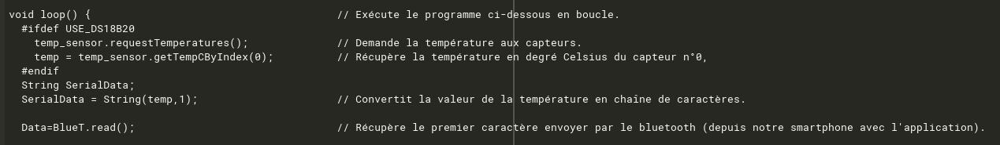 void loop() { // Exécute le programme ci-dessous en boucle.
#ifdef USE_DS18B20
temp_sensor.requestTemperatures(); // Demande la température aux capteurs.
temp = temp_sensor.getTempCByIndex(0); // Récupère la température en degré Celsius du capteur n°0,
#endif
String SerialData;
SerialData = String(temp,1); // Convertit la valeur de la température en chaîne de caractères.
Data=BlueT.read(); // Récupère le premier caractère envoyer par le bluetooth (depuis notre smartphone avec l'application).